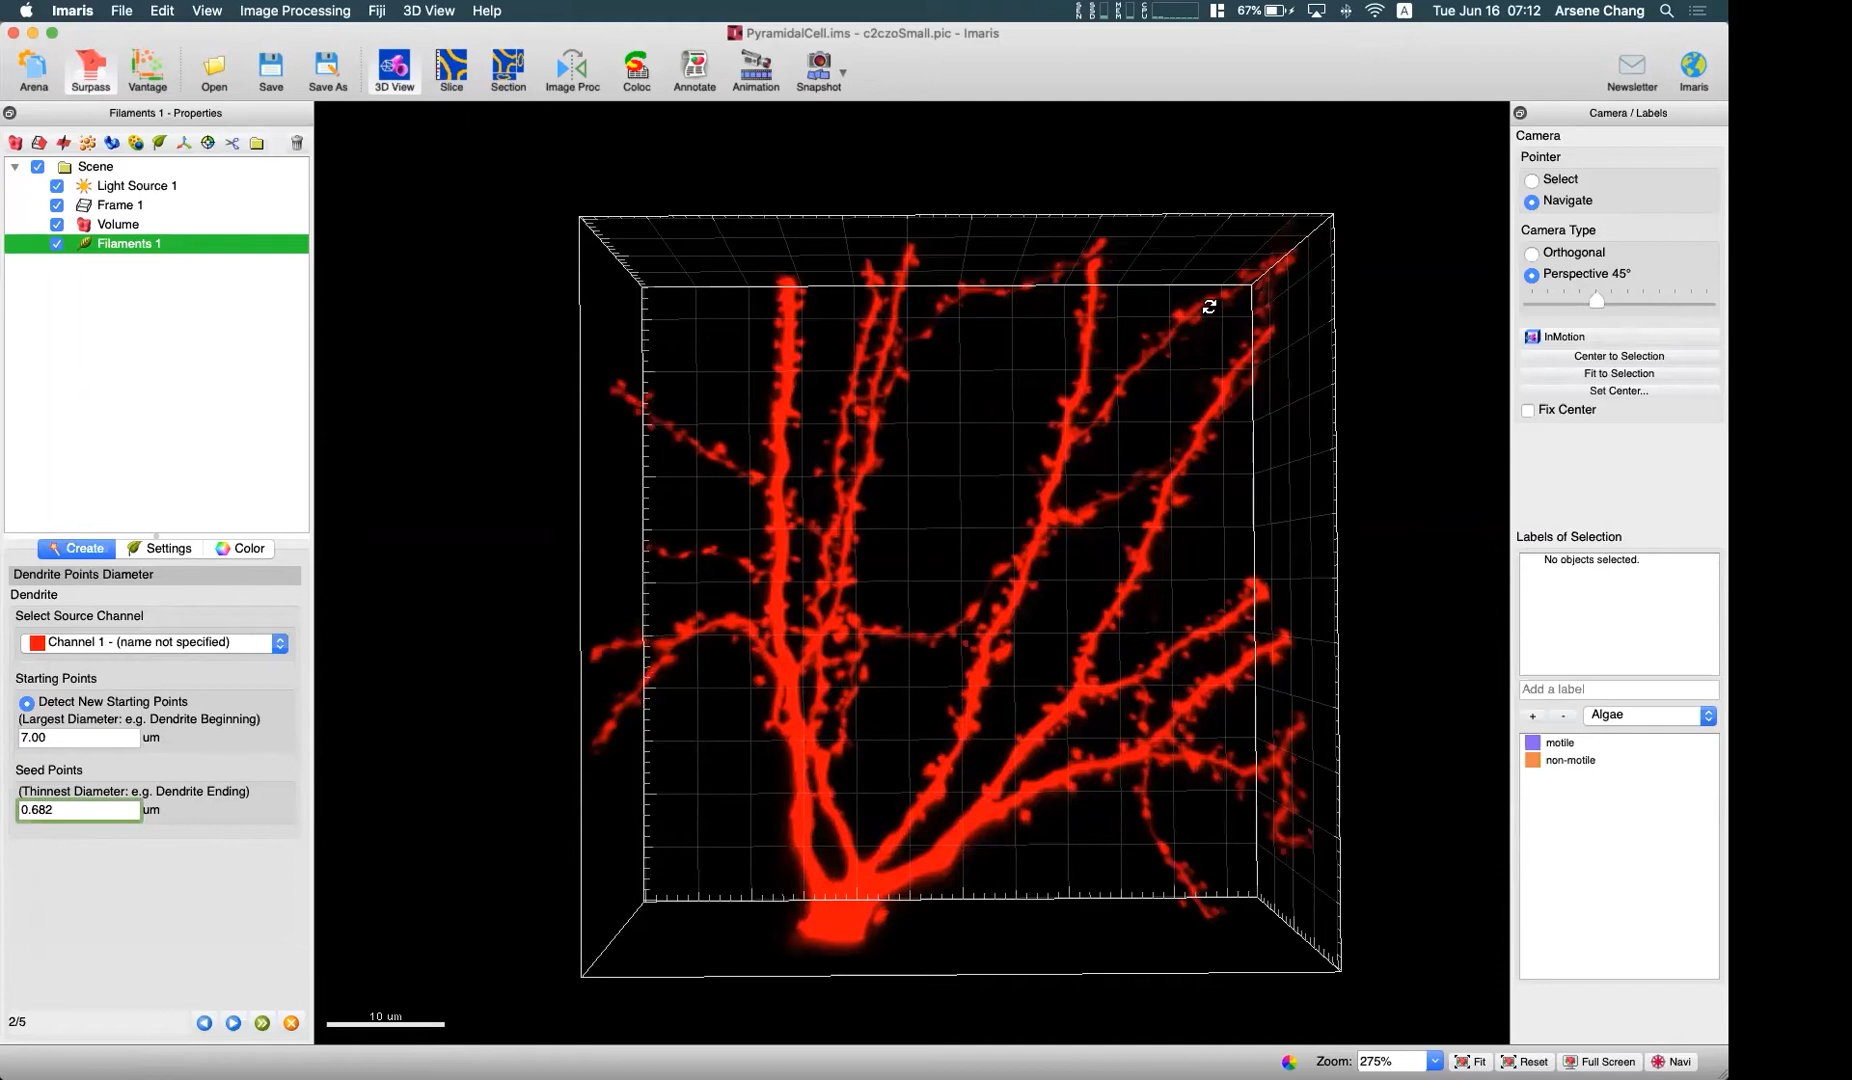 Imaris File Edit View Image Processing Fiji 3D View Help 67% A Tue Jun 16 07:12 Arsene Chang
PyramidalCell.ims - c2czoSmall.pic - Imaris
Arena Surpass Vantage Open Save Save As 3D View Slice Section Image Proc Coloc Annotate Animation Snapshot Newsletter Imaris
Filaments 1 - Properties
Scene
Light Source 1
Frame 1
Volume
Filaments 1
Create Settings Color
Dendrite Points Diameter
Dendrite
Select Source Channel
Channel 1 - (name not specified)
Starting Points
Detect New Starting Points
(Largest Diameter: e.g. Dendrite Beginning)
7.00 um
Seed Points
(Thinnest Diameter: e.g. Dendrite Ending)
0.682 um
2/5
10 um
Camera / Labels
Camera
Pointer
Select
Navigate
Camera Type
Orthogonal
Perspective 45°
InMotion
Center to Selection
Fit to Selection
Set Center...
Fix Center
Labels of Selection
No objects selected.
Add a label
+ - Algae
motile
non-motile
Zoom: 275% Fit Reset Full Screen Navi